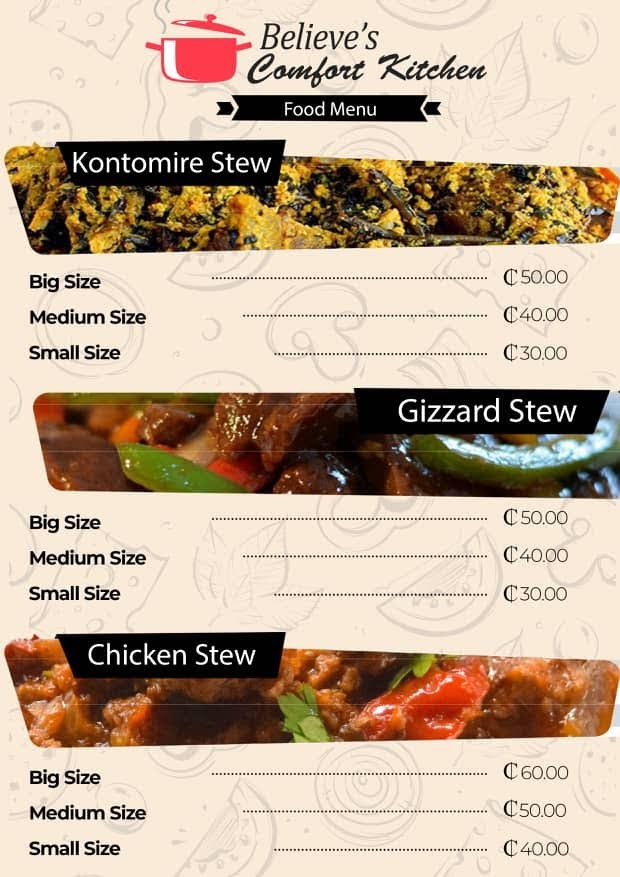 Believe's
Comfort Kitchen
Food Menu
Kontomire Stew
Big Size ₵50.00
Medium Size ₵40.00
Small Size ₵30.00
Gizzard Stew
Big Size ₵50.00
Medium Size ₵40.00
Small Size ₵30.00
Chicken Stew
Big Size ₵60.00
Medium Size ₵50.00
Small Size ₵40.00